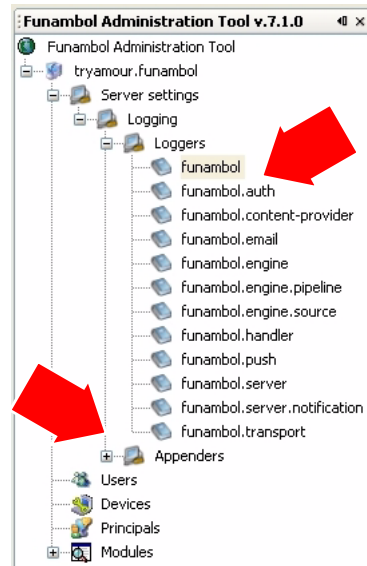 Funambol Administration Tool v.7.1.0
Funambol Administration Tool
tryamour.funambol
Server settings
Logging
Loggers
funambol
funambol.auth
funambol.content-provider
funambol.email
funambol.engine
funambol.engine.pipeline
funambol.engine.source
funambol.handler
funambol.push
funambol.server
funambol.server.notification
funambol.transport
Appenders
Users
Devices
Principals
Modules